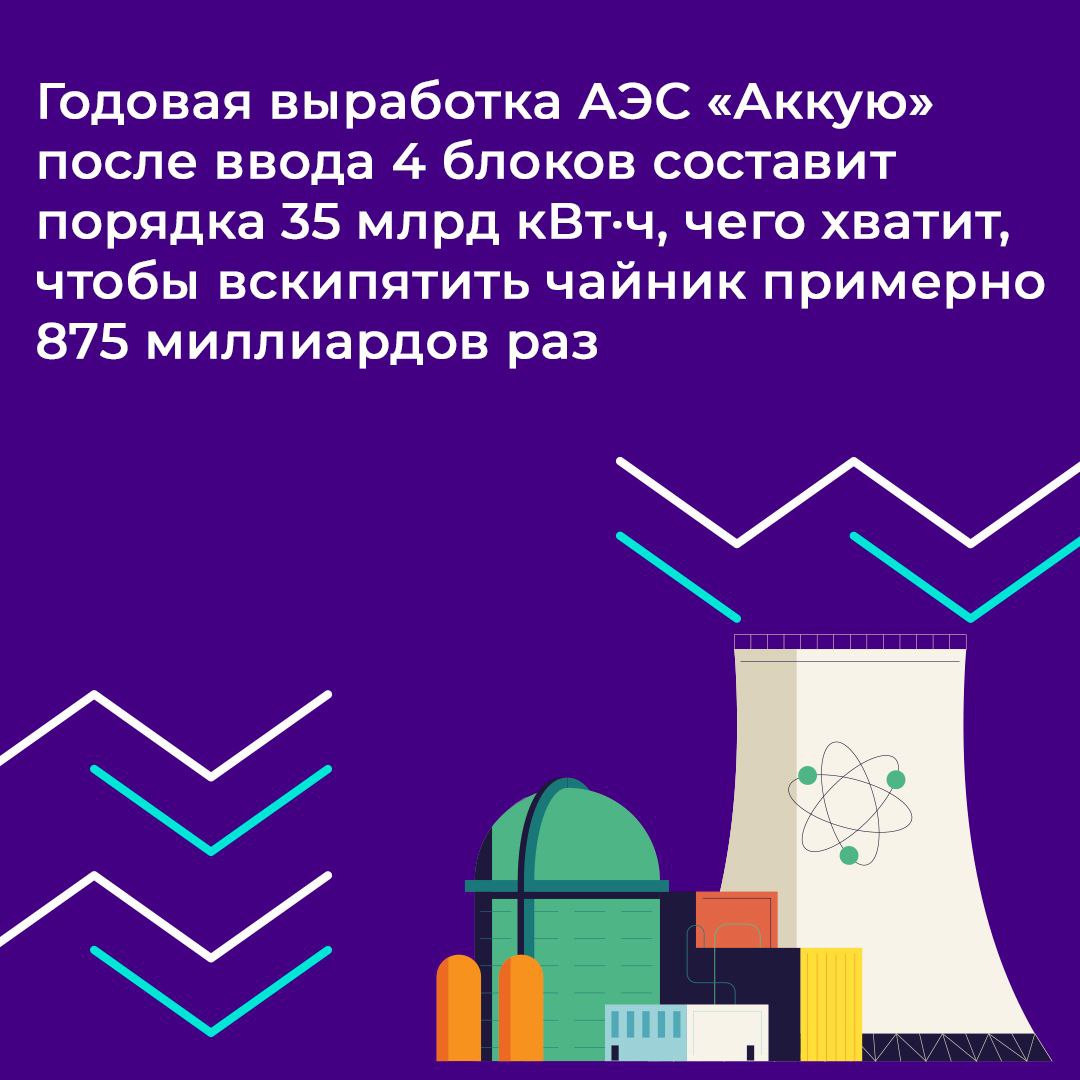 Годовая выработка АЭС «Аккую»
после ввода 4 блоков составит
порядка 35 млрд кВт·ч, чего хватит,
чтобы вскипятить чайник примерно
875 миллиардов раз